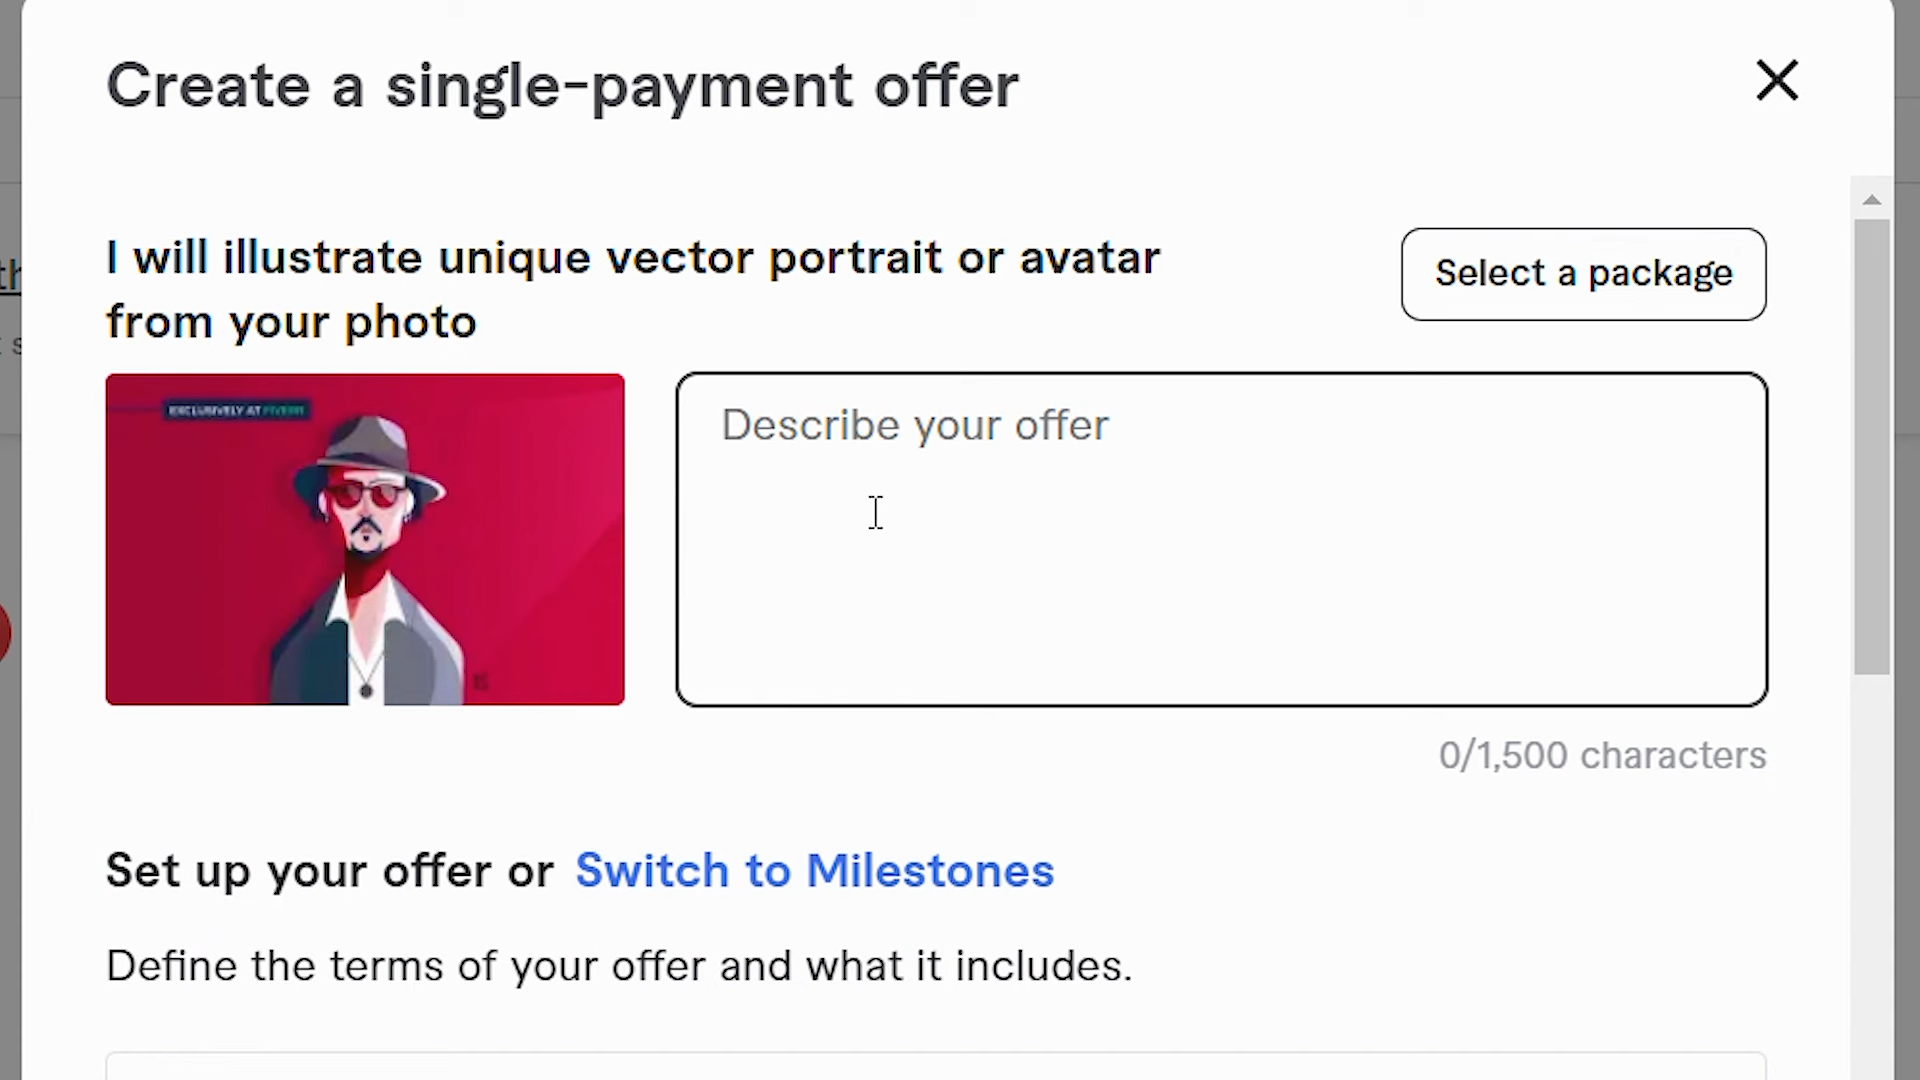 Create a single-payment offer
I will illustrate unique vector portrait or avatar
from your photo
Select a package
EXCLUSIVELY AT FIVERR
Describe your offer
0/1,500 characters
Set up your offer or Switch to Milestones
Define the terms of your offer and what it includes.